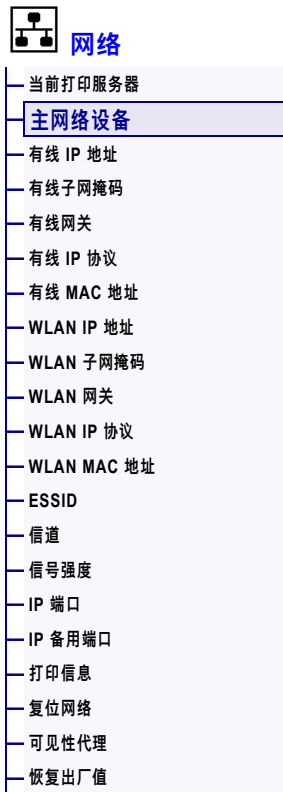 网络
当前打印服务器
主网络设备
有线 IP 地址
有线子网掩码
有线网关
有线 IP 协议
有线 MAC 地址
WLAN IP 地址
WLAN 子网掩码
WLAN 网关
WLAN IP 协议
WLAN MAC 地址
ESSID
信道
信号强度
IP 端口
IP 备用端口
打印信息
复位网络
可见性代理
恢复出厂值